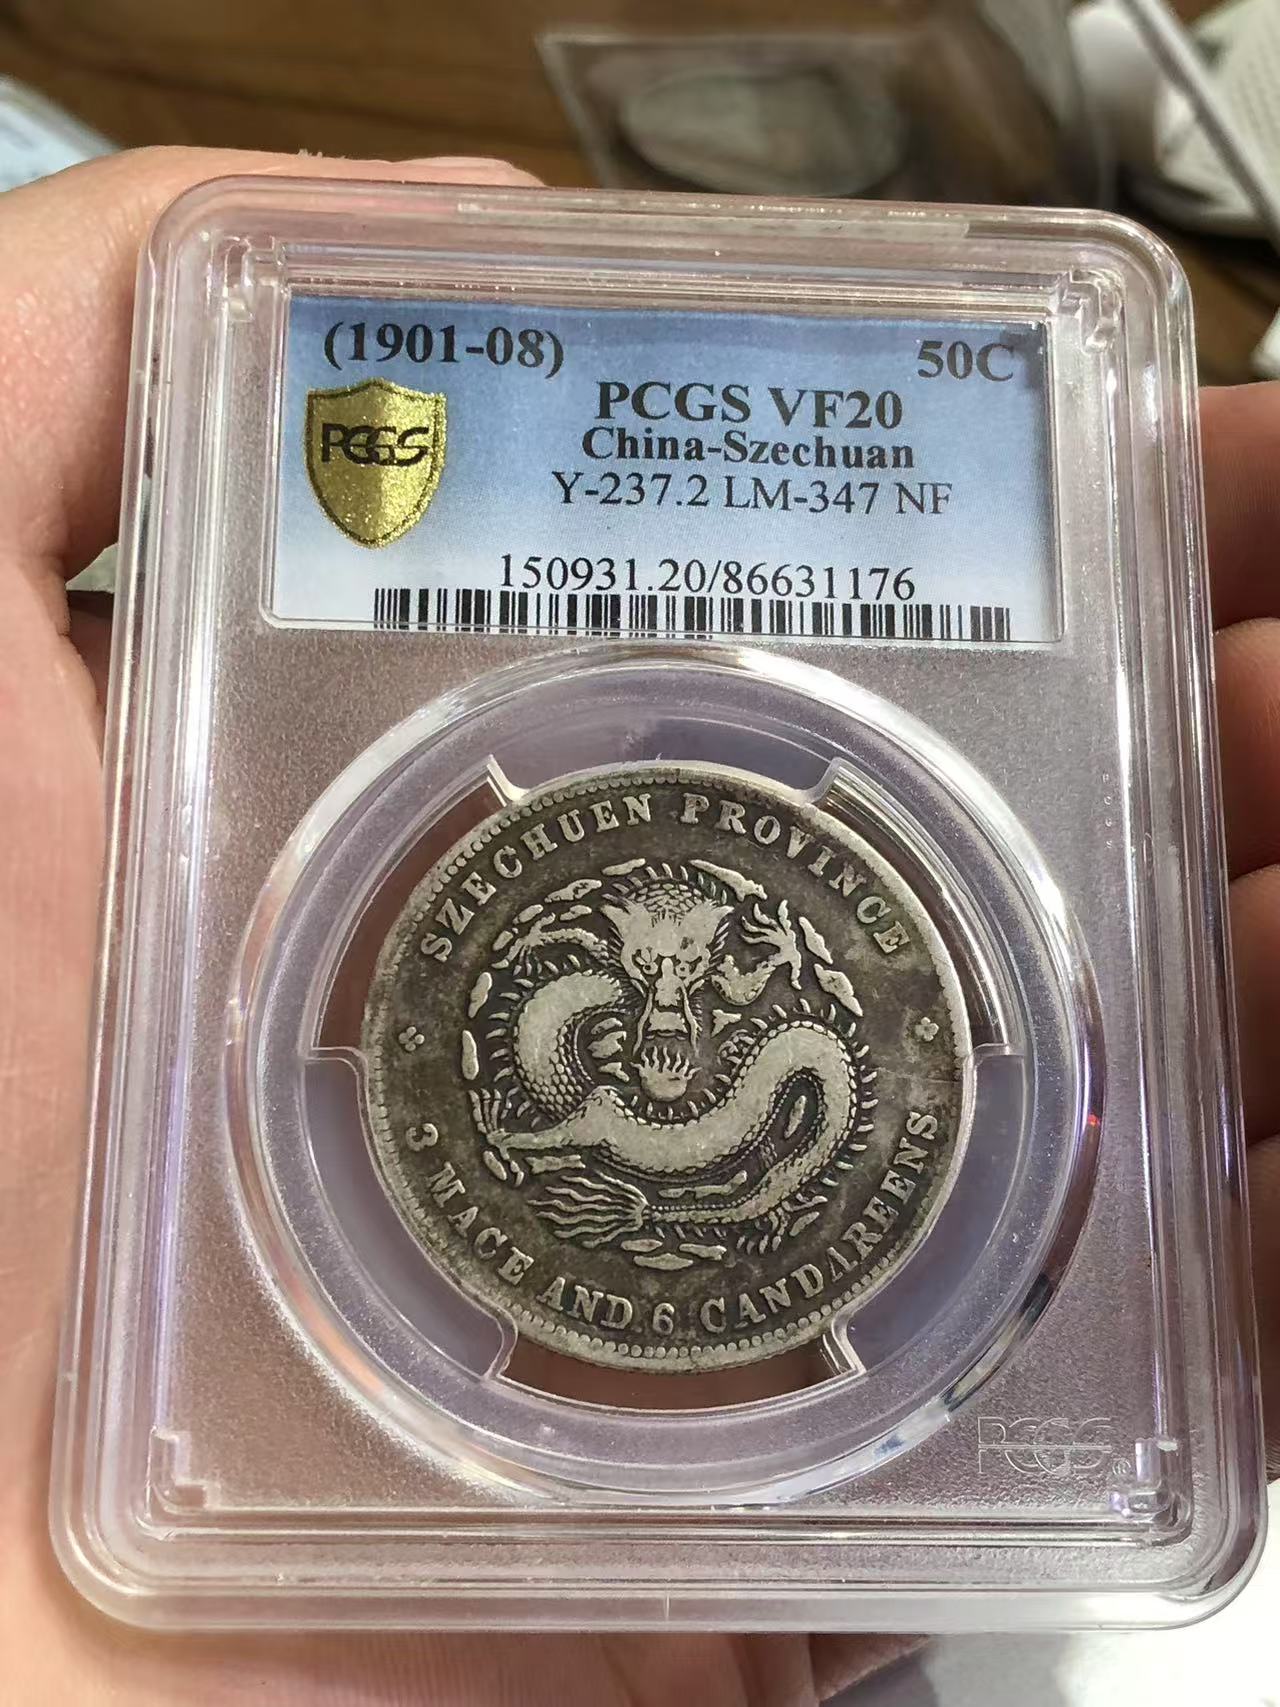 (1901-08) 50C
PCGS VF20
China-Szechuan
Y-237.2 LM-347 NF
PCGS
150931.20/86631176
SZECHUEN PROVINCE
3 MACE AND 6 CANDAREENS
PCGS